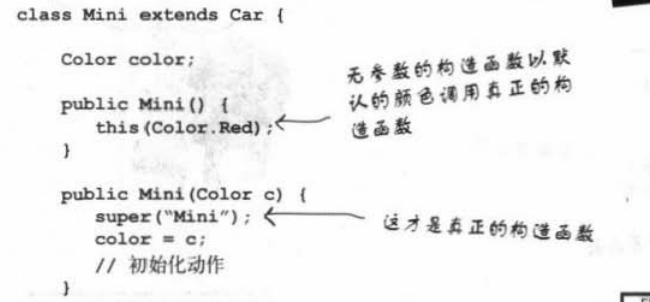 class Mini extends Car {
Color color;
public Mini() {
this(Color.Red);
}
无参数的构造函数以默
认的颜色调用真正的构
造函数
public Mini(Color c) {
super(“Mini”);
color = c;
// 初始化动作
}
这才是真正的构造函数